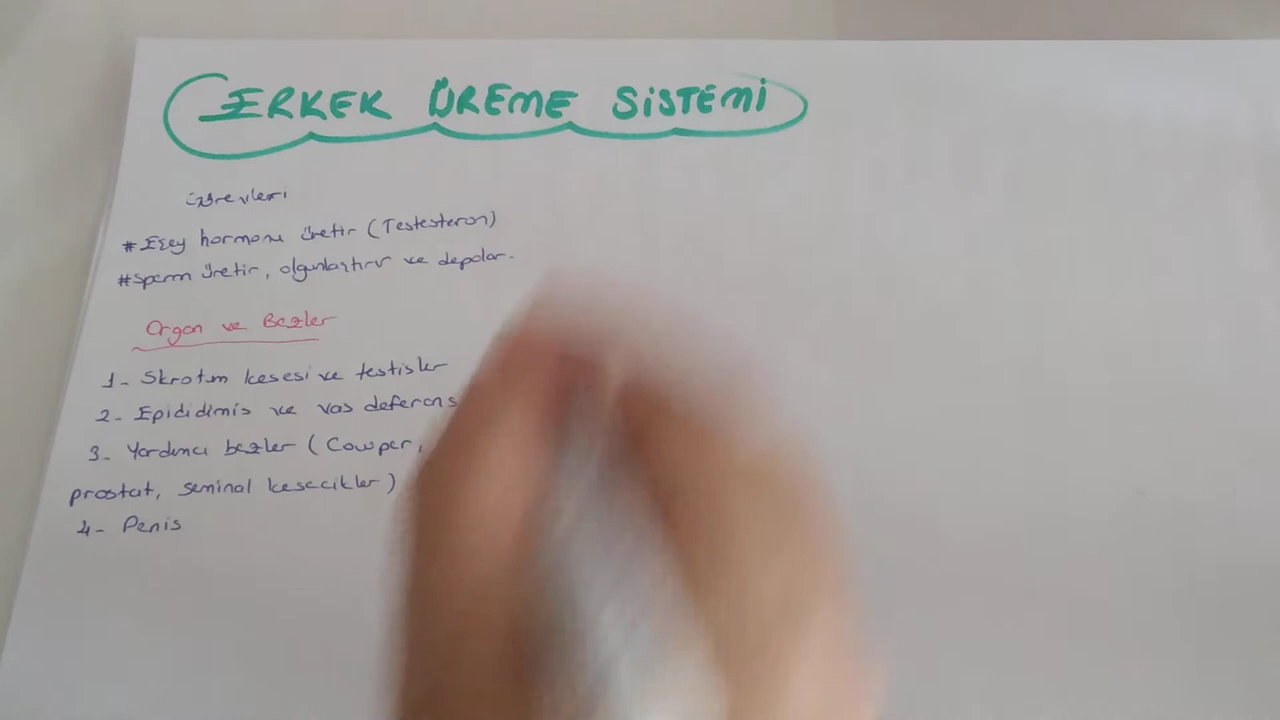 ERKEK ÜREME SİSTEMİ
Görevleri
#Eşey hormonu üretir (Testesteron)
#Sperm üretir, olgunlaştırır ve depolar.
Organ ve Bezler
1- Skrotum kesesi ve testisler
2- Epididimis ve vas deferans
3- Yardımcı bezler (Cowper,
prostat, seminal kesecikler)
4- Penis